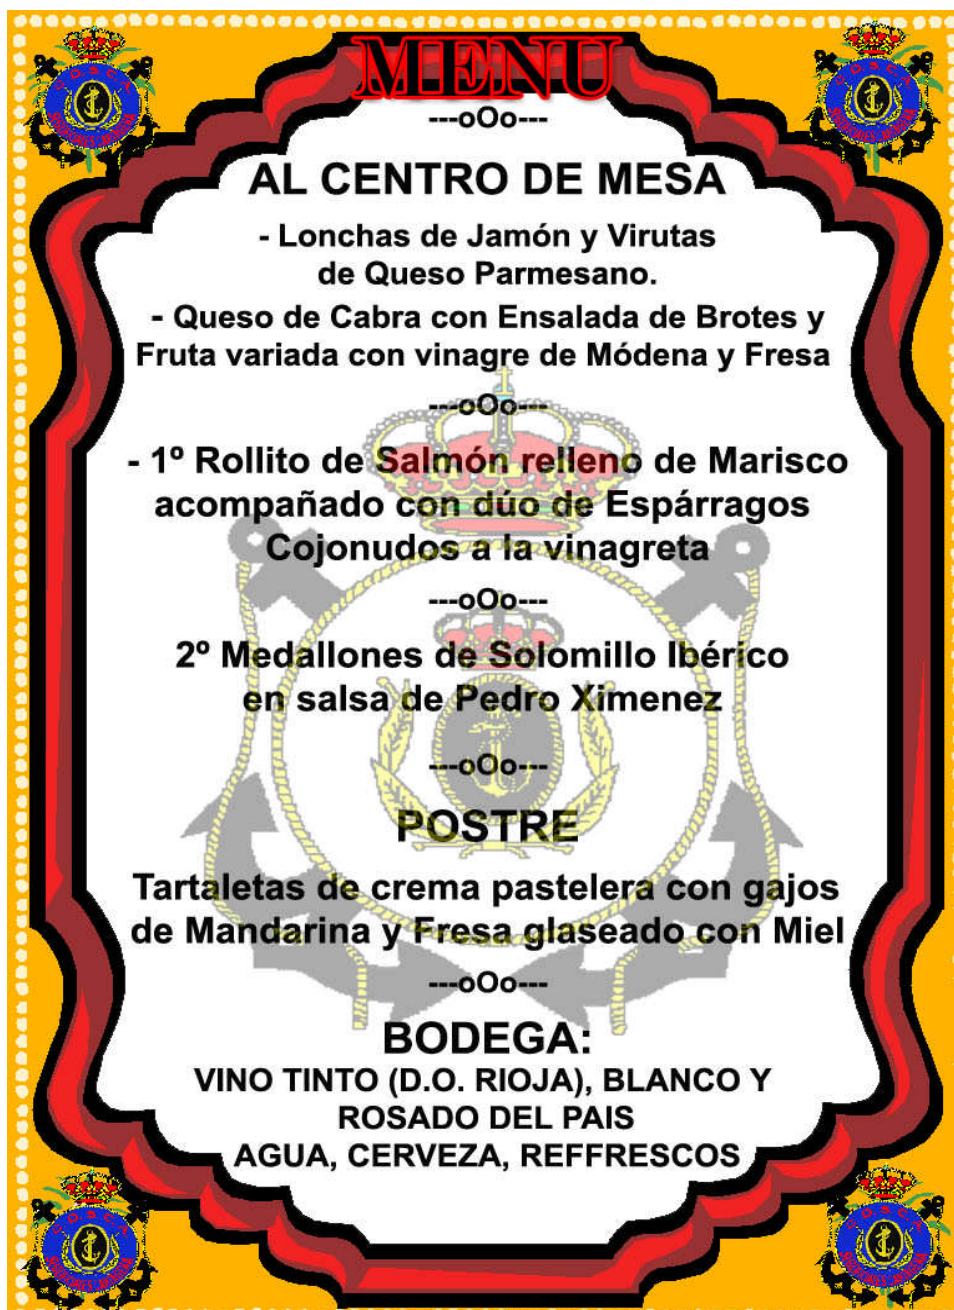 MENU
---oOo---
AL CENTRO DE MESA
- Lonchas de Jamón y Virutas
de Queso Parmesano.
- Queso de Cabra con Ensalada de Brotes y
Fruta variada con vinagre de Módena y Fresa
---oOo---
- 1º Rollito de Salmón relleno de Marisco
acompañado con dúo de Espárragos
Cojonudos a la vinagreta
---oOo---
2º Medallones de Solomillo Ibérico
en salsa de Pedro Ximenez
---oOo---
POSTRE
Tartaletas de crema pastelera con gajos
de Mandarina y Fresa glaseado con Miel
---oOo---
BODEGA:
VINO TINTO (D.O. RIOJA), BLANCO Y
ROSADO DEL PAIS
AGUA, CERVEZA, REFFRESCOS